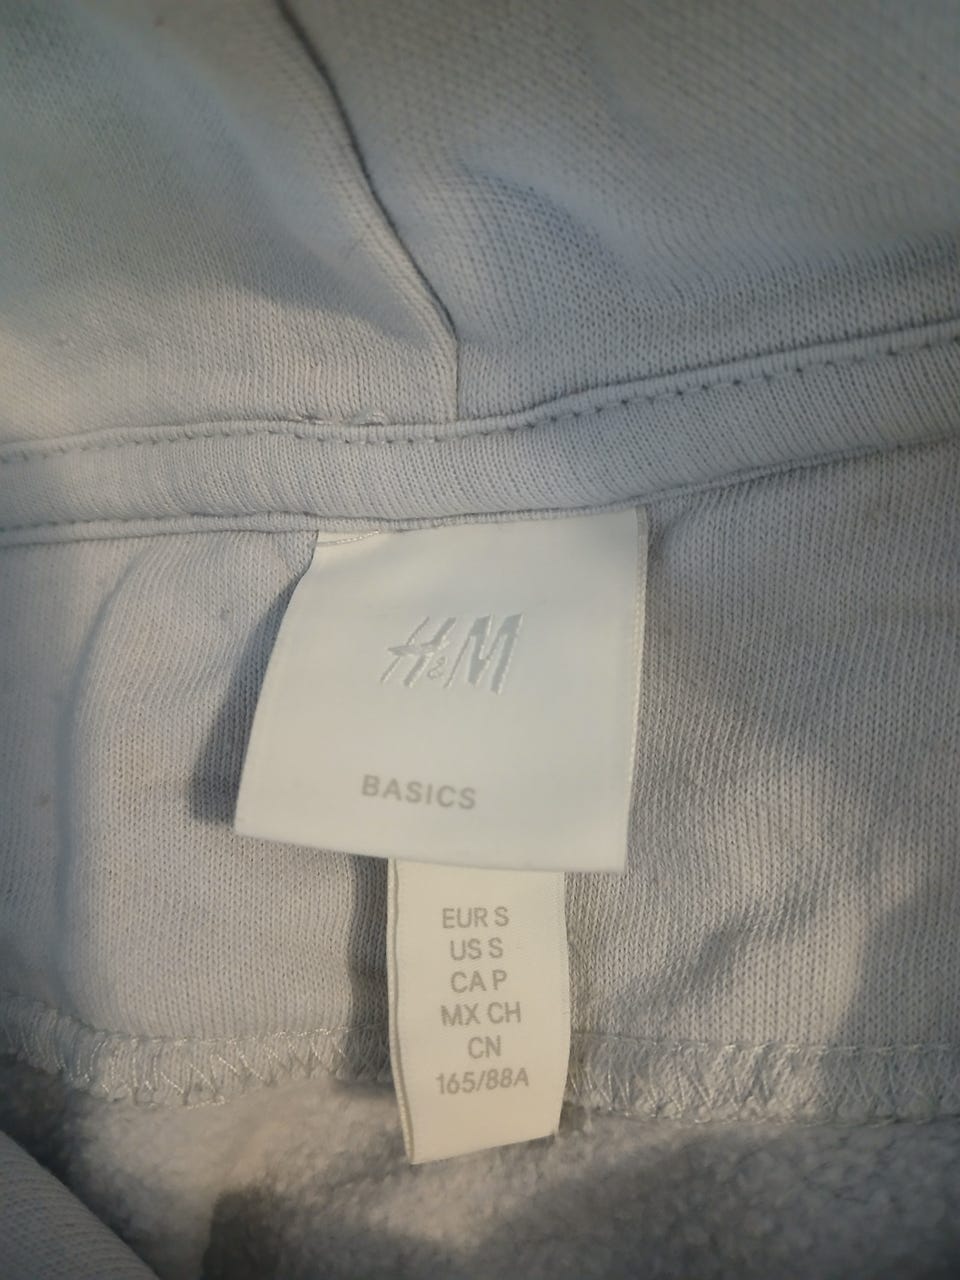 H&M
BASICS
EUR S
US S
CA P
MX CH
CN
165/88A